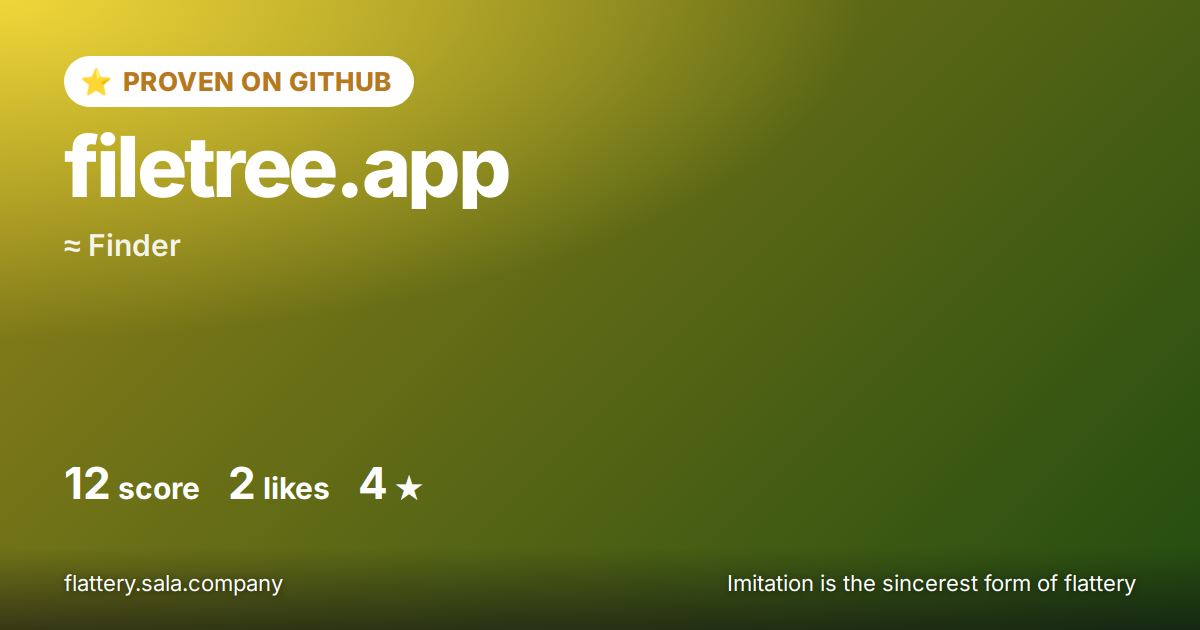 ⭐ PROVEN ON GITHUB
filetree.app
≈ Finder
12 score 2 likes 4 ★
flattery.sala.company
Imitation is the sincerest form of flattery